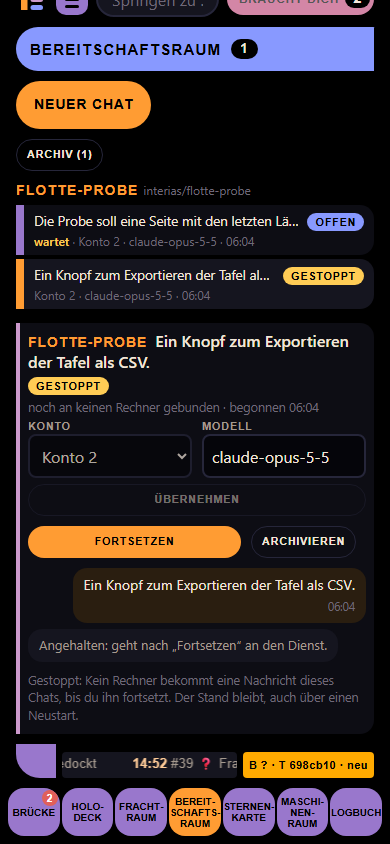 Springen zu .
BRAUCHT DICH 2
BEREITSCHAFTSRAUM 1
NEUER CHAT
ARCHIV (1)
FLOTTE-PROBE interias/flotte-probe
Die Probe soll eine Seite mit den letzten Lä... OFFEN
wartet · Konto 2 · claude-opus-5-5 · 06:04
Ein Knopf zum Exportieren der Tafel al... GESTOPPT
Konto 2 · claude-opus-5-5 · 06:04
FLOTTE-PROBE Ein Knopf zum Exportieren
der Tafel als CSV.
GESTOPPT
noch an keinen Rechner gebunden · begonnen 06:04
KONTO MODELL
Konto 2 claude-opus-5-5
ÜBERNEHMEN
FORTSETZEN ARCHIVIEREN
Ein Knopf zum Exportieren der Tafel als CSV.
06:04
Angehalten: geht nach „Fortsetzen“ an den Dienst.
Gestoppt: Kein Rechner bekommt eine Nachricht dieses
Chats, bis du ihn fortsetzt. Der Stand bleibt, auch über einen
Neustart.
edockt 14:52 #39 ❓ Fra B ? · T 698cb10 · neu
BRÜCKE 2
HOLO-
DECK
FRACHT-
RAUM
BEREIT-
SCHAFTS-
RAUM
STERNEN-
KARTE
MASCHI-
NEN-
RAUM
LOGBUCH